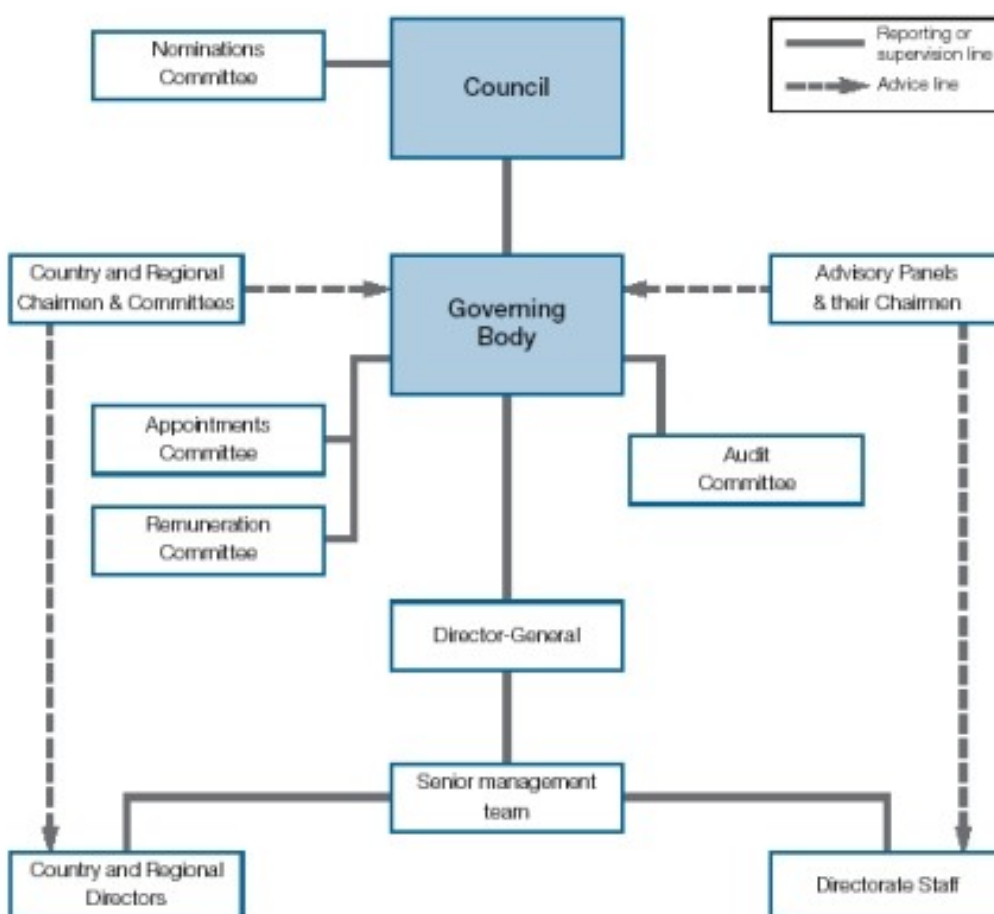 Nominations
Committee
Council
Reporting or
supervision line
Advice line
Country and Regional
Chairmen & Committees
Governing
Body
Advisory Panels
& their Chairmen
Appointments
Committee
Audit
Committee
Remuneration
Committee
Director-General
Senior management
team
Country and Regional
Directors
Directorate Staff